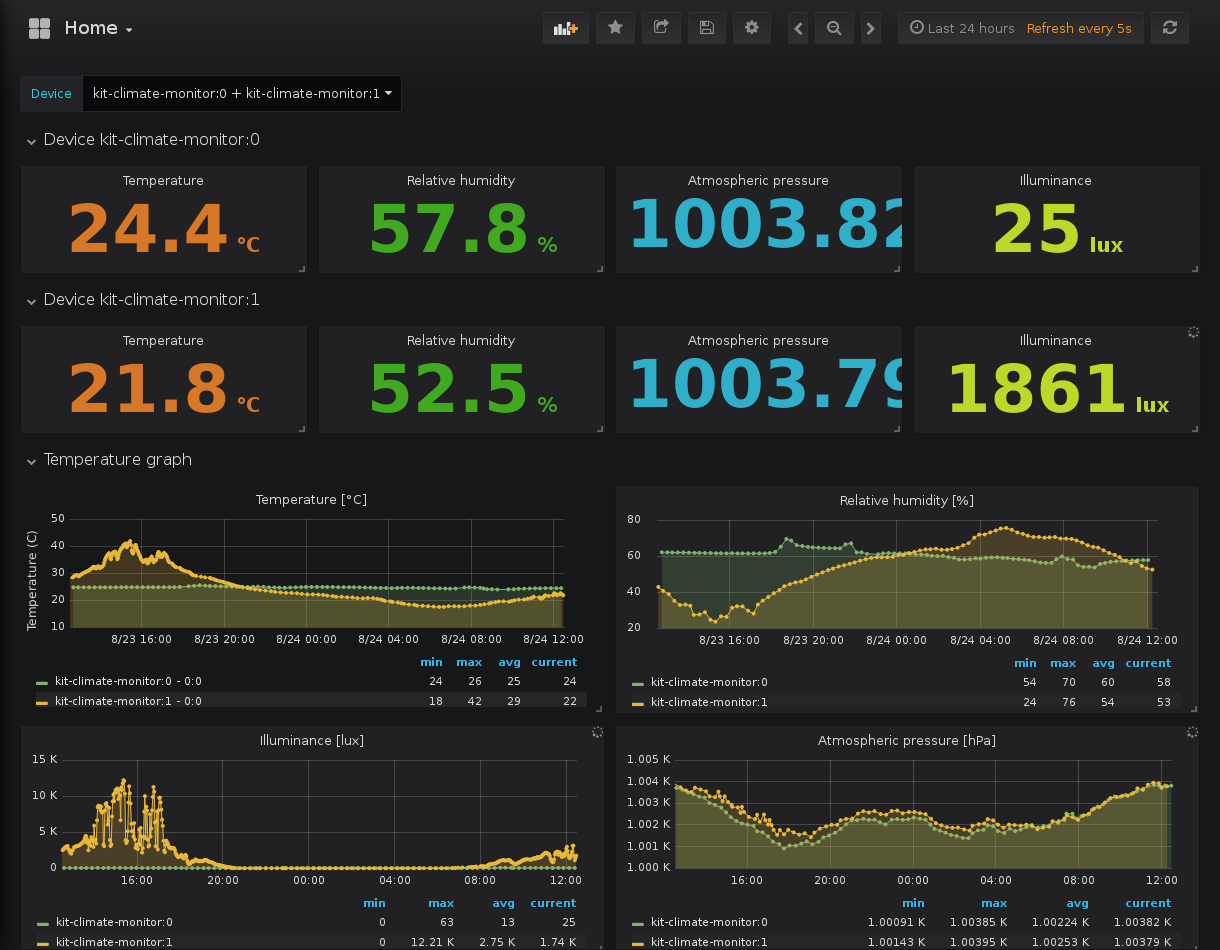 Home
Last 24 hours Refresh every 5s
Device kit-climate-monitor:0 + kit-climate-monitor:1
Device kit-climate-monitor:0
Temperature Relative humidity Atmospheric pressure Illuminance
24.4 °C 57.8 % 1003.82 25 lux
Device kit-climate-monitor:1
Temperature Relative humidity Atmospheric pressure Illuminance
21.8 °C 52.5 % 1003.79 1861 lux
Temperature graph
Temperature [°C]
Temperature (C)
50
40
30
20
10
8/23 16:00 8/23 20:00 8/24 00:00 8/24 04:00 8/24 08:00 8/24 12:00
min max avg current
kit-climate-monitor:0 - 0:0 24 26 25 24
kit-climate-monitor:1 - 0:0 18 42 29 22
Relative humidity [%]
80
60
40
20
8/23 16:00 8/23 20:00 8/24 00:00 8/24 04:00 8/24 08:00 8/24 12:00
min max avg current
kit-climate-monitor:0 54 70 60 58
kit-climate-monitor:1 24 76 54 53
Illuminance [lux]
15 K
10 K
5 K
0
16:00 20:00 00:00 04:00 08:00 12:00
min max avg current
kit-climate-monitor:0 0 63 13 25
kit-climate-monitor:1 0 12.21 K 2.75 K 1.74 K
Atmospheric pressure [hPa]
1.005 K
1.004 K
1.003 K
1.002 K
1.001 K
1.000 K
16:00 20:00 00:00 04:00 08:00 12:00
min max avg current
kit-climate-monitor:0 1.00091 K 1.00385 K 1.00224 K 1.00382 K
kit-climate-monitor:1 1.00143 K 1.00395 K 1.00253 K 1.00379 K